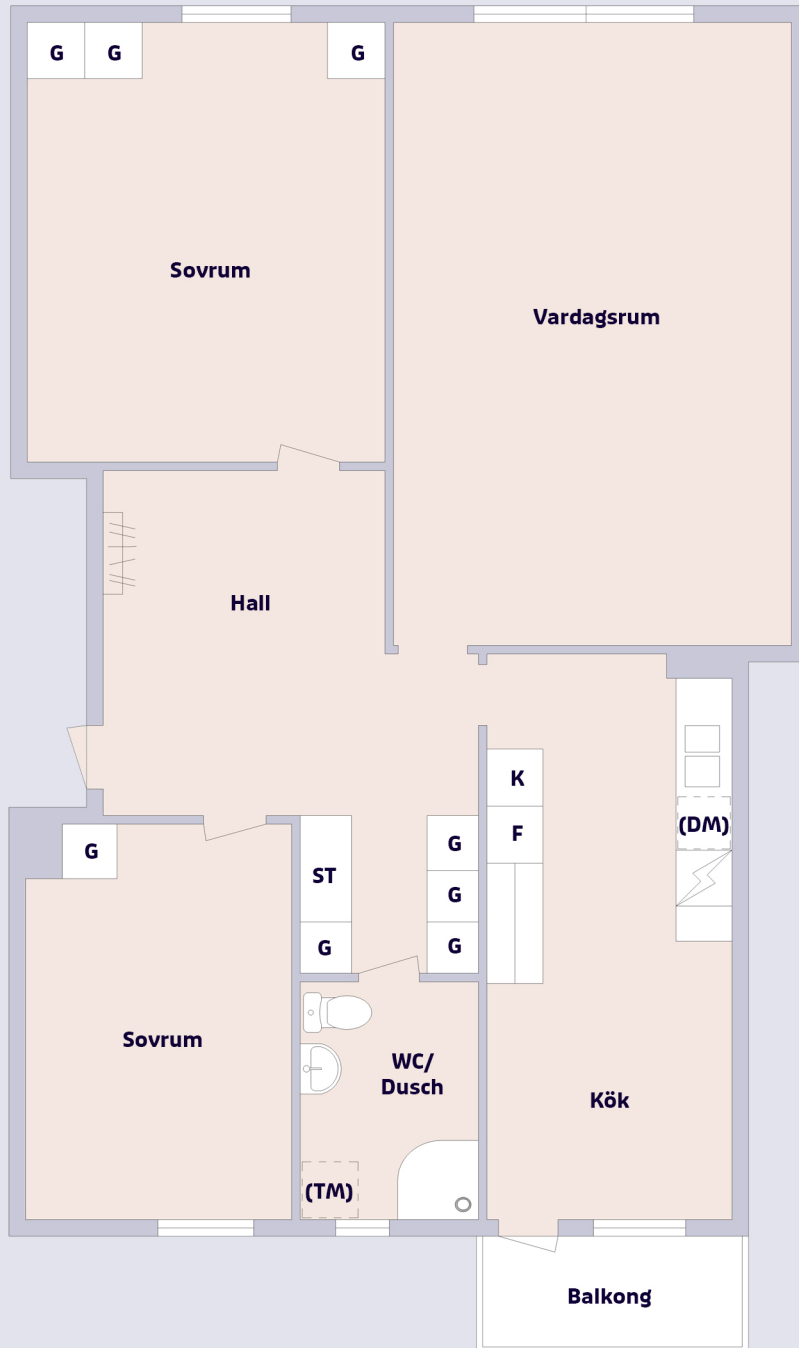 G G G
Sovrum
Vardagsrum
Hall
K
F
(DM)
G
ST
G
G
G
G
Sovrum
WC/
Dusch
Kök
(TM)
Balkong